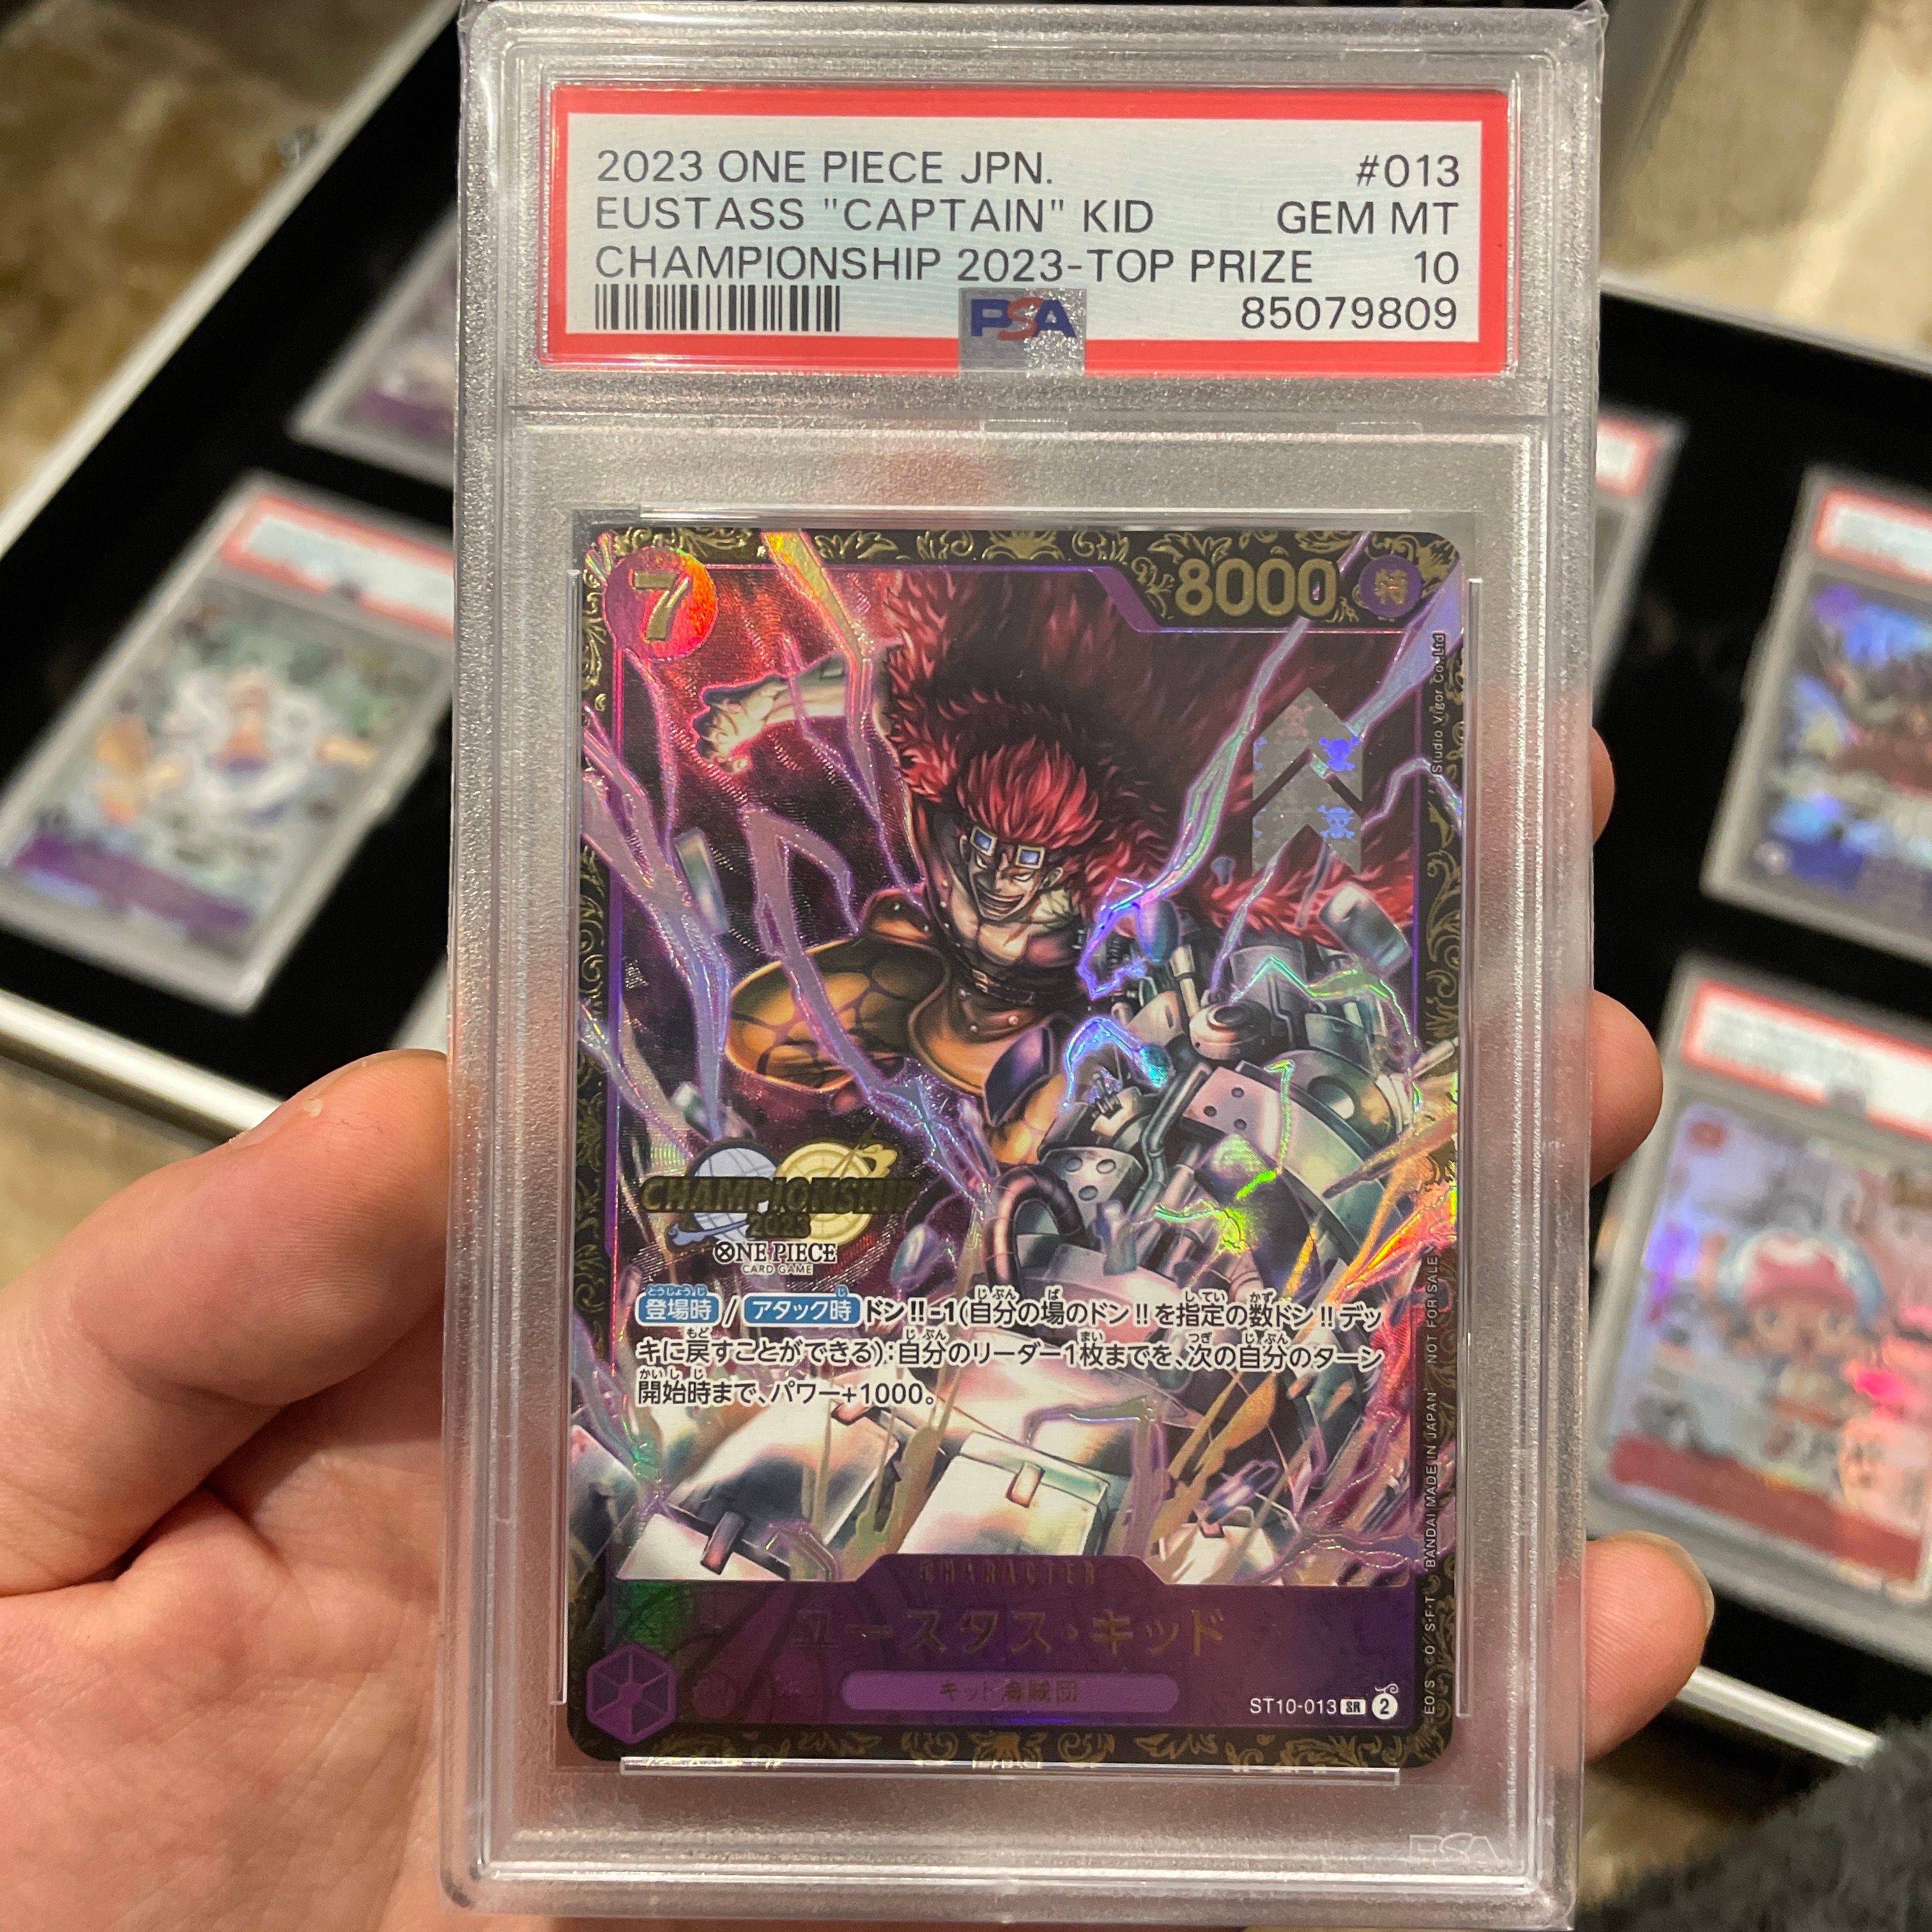 2023 ONE PIECE JPN. #013
EUSTASS "CAPTAIN" KID GEM MT
CHAMPIONSHIP 2023-TOP PRIZE 10
PSA 85079809
7
8000 特
Studio Vigor Co.,Ltd
CHAMPIONSHIP
2023
ONE PIECE
CARD GAME
登場時 / アタック時 ドン!!-1(自分の場のドン!!を指定の数ドン!!デッ
キに戻すことができる):自分のリーダー1枚までを、次の自分のターン
開始時まで、パワー+1000。
CHARACTER
ユースタス・キッド
キッド海賊団
ST10-013 SR 2
BANDAI MADE IN JAPAN NOT FOR SALE
PSA